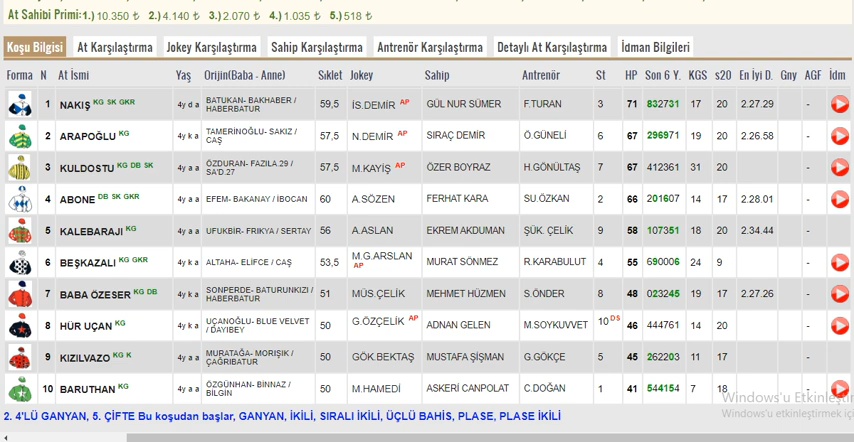 At Sahibi Primi:1.) 10.350 ₺ 2.) 4.140 ₺ 3.) 2.070 ₺ 4.) 1.035 ₺ 5.) 518 ₺
Koşu Bilgisi At Karşılaştırma Jokey Karşılaştırma Sahip Karşılaştırma Antrenör Karşılaştırma Detaylı At Karşılaştırma İdman Bilgileri
Forma N At İsmi Yaş Orijin(Baba - Anne) Sıklet Jokey Sahip Antrenör St HP Son 6 Y. KGS s20 En İyi D. Gny AGF İdm
1 NAKIŞ KG SK GKR 4y d a BATUKAN- BAKHABER / HABERBATUR 59,5 İS.DEMİR AP GÜL NUR SÜMER F.TURAN 3 71 832731 17 20 2.27.29 -
2 ARAPOĞLU KG 4y k a TAMERİNOĞLU- SAKIZ / CAŞ 57,5 N.DEMİR AP SIRAÇ DEMİR Ö.GÜNELİ 6 67 296971 19 20 2.26.58 -
3 KULDOSTU KG DB SK 4y a a ÖZDURAN- FAZILA.29 / SA'D.27 57,5 M.KAYİŞ AP ÖZER BOYRAZ H.GÖNÜLTAŞ 7 67 412361 31 20 -
4 ABONE DB SK GKR 4y a a EFEM- BAKANAY / İBOCAN 60 A.SÖZEN FERHAT KARA SU.ÖZKAN 2 66 201607 14 17 2.28.01 -
5 KALEBARAJI KG 4y a a UFUKBİR- FRIKYA / SERTAY 56 A.ASLAN EKREM AKDUMAN ŞÜK. ÇELİK 9 58 107351 18 20 2.34.44 -
6 BEŞKAZALI KG GKR 4y k a ALTAHA- ELİFCE / CAŞ 53,5 M.G.ARSLAN AP MURAT SÖNMEZ R.KARABULUT 4 55 690006 24 9 -
7 BABA ÖZESER KG DB 4y k a SONPERDE- BATURUNKIZI / HABERBATUR 51 MÜS.ÇELİK MEHMET HÜZMEN S.ÖNDER 8 48 023245 19 17 2.27.26 -
8 HÜR UÇAN KG 4y k a UÇANOĞLU- BLUE VELVET / DAYIBEY 50 G.ÖZÇELİK AP ADNAN GELEN M.SOYKUVVET 10 DS 46 444761 14 20 -
9 KIZILVAZO KG K 4y a a MURATAĞA- MORIŞIK / ÇAĞRIBATUR 50 GÖK.BEKTAŞ MUSTAFA ŞİŞMAN G.GÖKÇE 5 45 262203 11 17 -
10 BARUTHAN KG 4y a a ÖZGÜNHAN- BİNNAZ / BİLGİN 50 M.HAMEDİ ASKERİ CANPOLAT C.DOĞAN 1 41 544154 7 18 -
Windows'u Etkinleştir
2. 4'LÜ GANYAN, 5. ÇİFTE Bu koşudan başlar, GANYAN, İKİLİ, SIRALI İKİLİ, ÜÇLÜ BAHİS, PLASE, PLASE İKİLİ
Windows'u etkinleştirmek iç